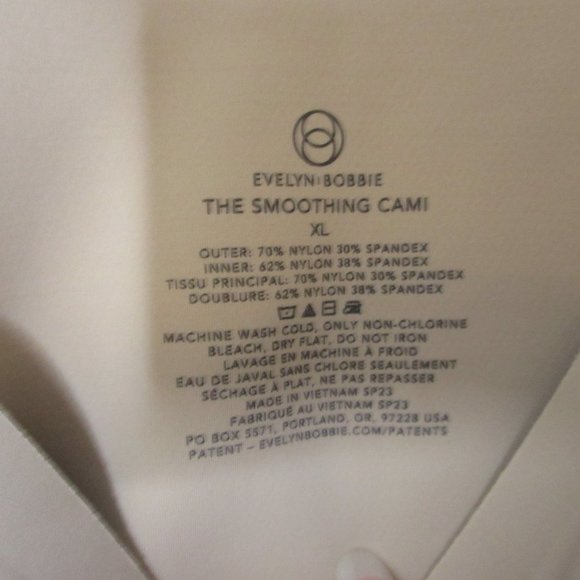 EVELYN BOBBIE
THE SMOOTHING CAMI
XL
OUTER: 70% NYLON 30% SPANDEX
INNER: 62% NYLON 38% SPANDEX
TISSU PRINCIPAL: 70% NYLON 30% SPANDEX
DOUBLURE: 62% NYLON 38% SPANDEX
MACHINE WASH COLD, ONLY NON-CHLORINE
BLEACH, DRY FLAT, DO NOT IRON
LAVAGE EN MACHINE À FROID
EAU DE JAVAL SANS CHLORE SEAULEMENT
SÉCHAGE À PLAT, NE PAS REPASSER
MADE IN VIETNAM SP23
FABRIQUÉ AU VIETNAM SP23
PO BOX 5571, PORTLAND, OR, 97228 USA
PATENT – EVELYNBOBBIE.COM/PATENTS